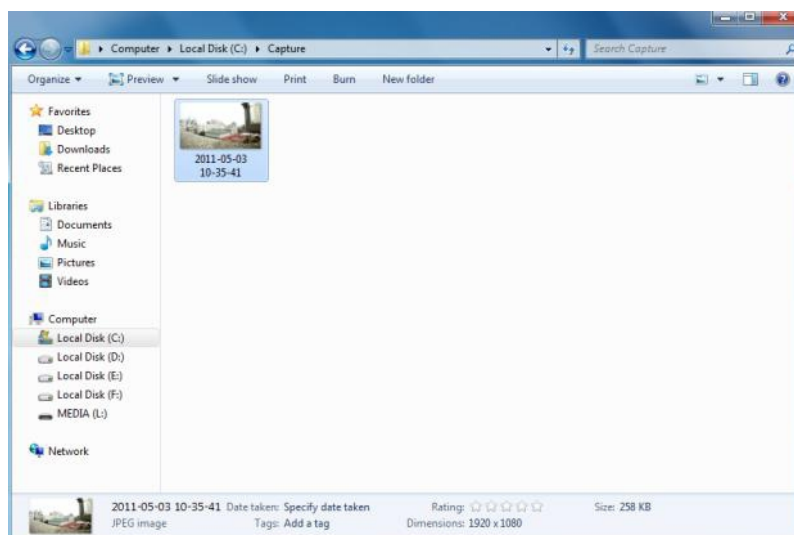 Computer ▸ Local Disk (C:) ▸ Capture
Search Capture
Organize Preview Slide show Print Burn New folder
Favorites
Desktop
Downloads
Recent Places
Libraries
Documents
Music
Pictures
Videos
Computer
Local Disk (C:)
Local Disk (D:)
Local Disk (E:)
Local Disk (F:)
MEDIA (L:)
Network
2011-05-03
10-35-41
2011-05-03 10-35-41 Date taken: Specify date taken Rating: Size: 258 KB
JPEG image Tags: Add a tag Dimensions: 1920 x 1080